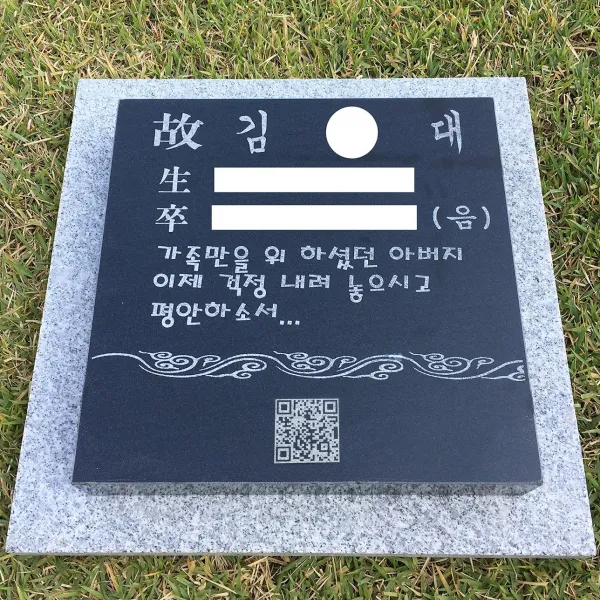 故 김 대
生
卒 (음)
가족만을 위 하셨던 아버지
이제 걱정 내려 놓으시고
평안하소서...